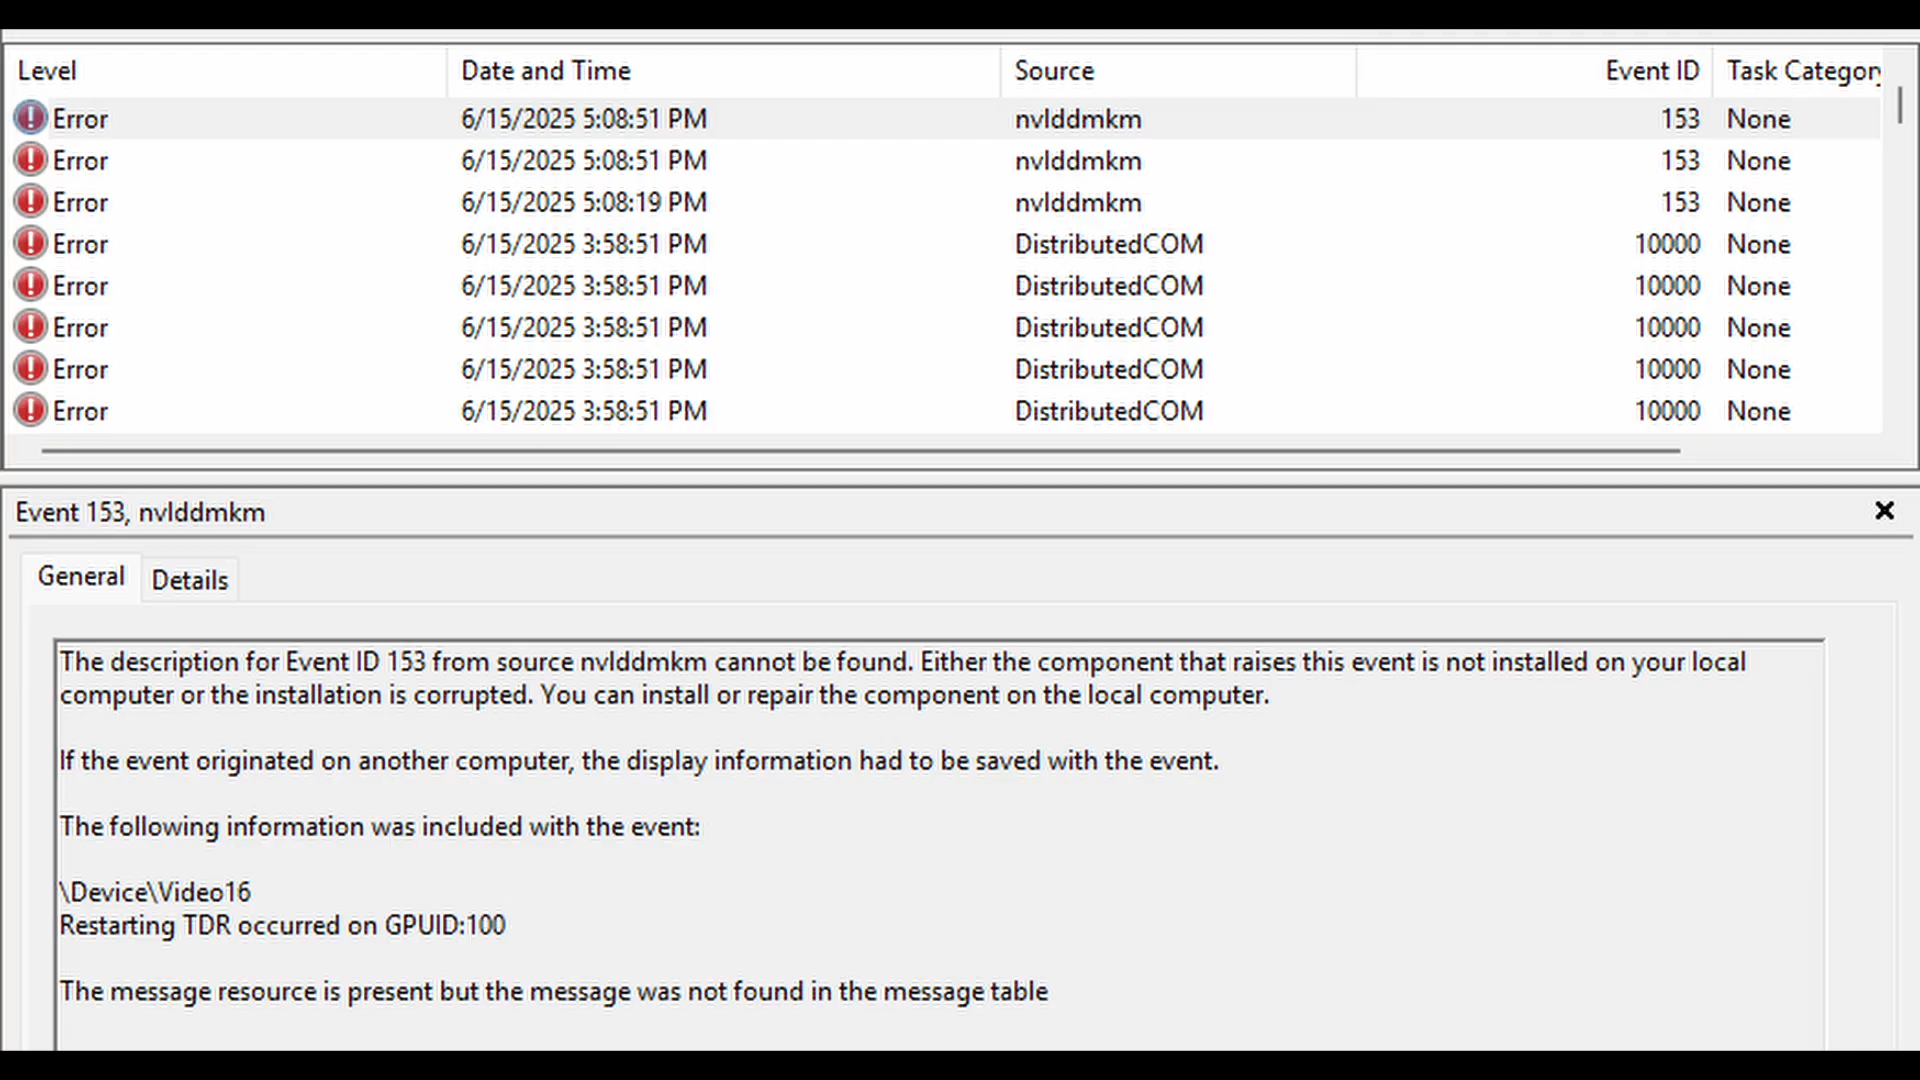 Level Date and Time Source Event ID Task Category
Error 6/15/2025 5:08:51 PM nvlddmkm 153 None
Error 6/15/2025 5:08:51 PM nvlddmkm 153 None
Error 6/15/2025 5:08:19 PM nvlddmkm 153 None
Error 6/15/2025 3:58:51 PM DistributedCOM 10000 None
Error 6/15/2025 3:58:51 PM DistributedCOM 10000 None
Error 6/15/2025 3:58:51 PM DistributedCOM 10000 None
Error 6/15/2025 3:58:51 PM DistributedCOM 10000 None
Error 6/15/2025 3:58:51 PM DistributedCOM 10000 None
Event 153, nvlddmkm
General Details
The description for Event ID 153 from source nvlddmkm cannot be found. Either the component that raises this event is not installed on your local
computer or the installation is corrupted. You can install or repair the component on the local computer.
If the event originated on another computer, the display information had to be saved with the event.
The following information was included with the event:
\Device\Video16
Restarting TDR occurred on GPUID:100
The message resource is present but the message was not found in the message table